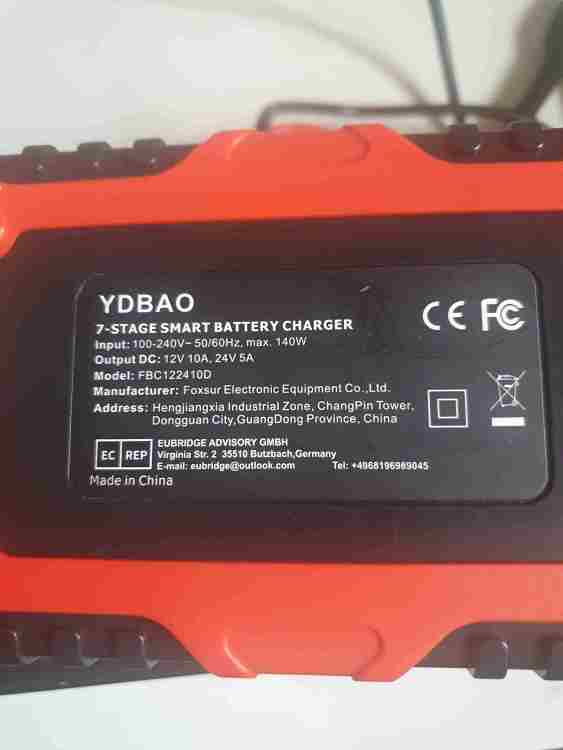 YDBAO
7-STAGE SMART BATTERY CHARGER
Input: 100-240V~ 50/60Hz, max. 140W
Output DC: 12V 10A, 24V 5A
Model: FBC122410D
Manufacturer: Foxsur Electronic Equipment Co.,Ltd.
Address: Hengjiangxia Industrial Zone, ChangPin Tower,
Dongguan City,GuangDong Province, China
EC REP
EUBRIDGE ADVISORY GMBH
Virginia Str. 2 35510 Butzbach,Germany
E-mail: eubridge@outlook.com Tel: +4968196989045
Made in China
CE FC